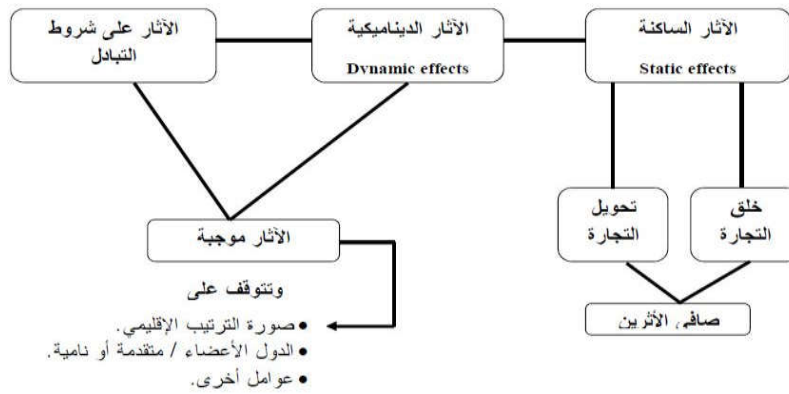 الآثار الساكنة
Static effects
الآثار الديناميكية
Dynamic effects
الآثار على شروط
التبادل
خلق
التجارة
تحويل
التجارة
صافي الأثرين
الآثار موجبة
وتتوقف على
• صورة الترتيب الإقليمي.
• الدول الأعضاء / متقدمة أو نامية.
• عوامل أخرى.